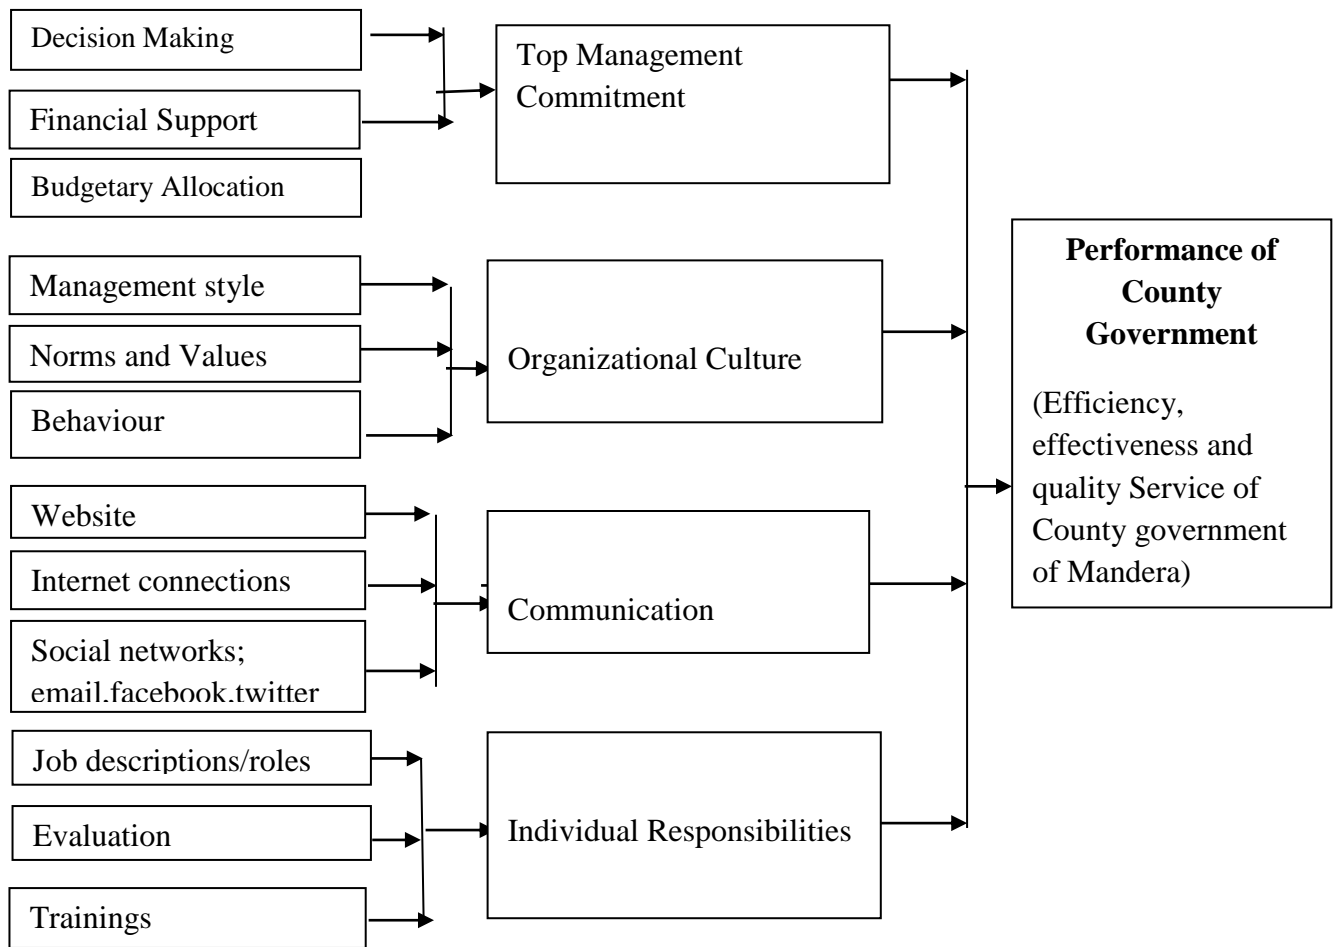 Decision Making
Financial Support
Budgetary Allocation
Top Management
Commitment
Management style
Norms and Values
Behaviour
Organizational Culture
Website
Internet connections
Social networks;
email.facebook.twitter
Communication
Job descriptions/roles
Evaluation
Trainings
Individual Responsibilities
Performance of
County
Government
(Efficiency,
effectiveness and
quality Service of
County government
of Mandera)